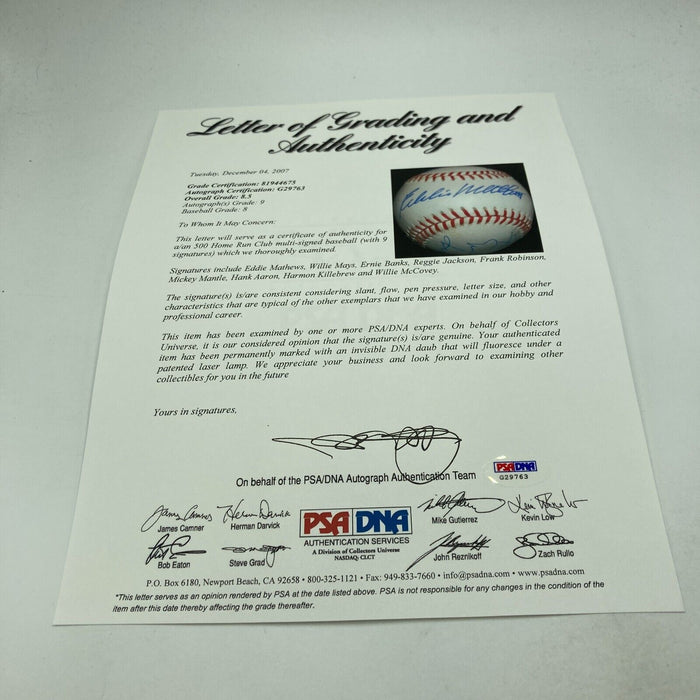 Letter of Grading and
Authenticity
Tuesday, December 04, 2007
Grade Certification: 81944675
Autograph Certification: G29763
Overall Grade: 8.5
Autograph(s) Grade: 9
Baseball Grade: 8
To Whom It May Concern:
This letter will serve as a certificate of authenticity for
a/an 500 Home Run Club multi-signed baseball (with 9
signatures) which we thoroughly examined.
Eddie Mathews
Signatures include Eddie Mathews, Willie Mays, Ernie Banks, Reggie Jackson, Frank Robinson,
Mickey Mantle, Hank Aaron, Harmon Killebrew and Willie McCovey.
The signature(s) is/are consistent considering slant, flow, pen pressure, letter size, and other
characteristics that are typical of the other exemplars that we have examined in our hobby and
professional career.
This item has been examined by one or more PSA/DNA experts. On behalf of Collectors
Universe, it is our considered opinion that the signature(s) is/are genuine. Your authenticated
item has been permanently marked with an invisible DNA daub that will fluoresce under a
patented laser lamp. We appreciate your business and look forward to examining other
collectibles for you in the future
Yours in signatures,
On behalf of the PSA/DNA Autograph Authentication Team
PSA DNA
G29763
James Camner
Herman Darvick
Bob Eaton
Steve Grad
PSA DNA
AUTHENTICATION SERVICES
A Division of Collectors Universe
NASDAQ: CLCT
Mike Gutierrez
Kevin Low
John Reznikoff
Zach Rullo
P.O. Box 6180, Newport Beach, CA 92658 • 800-325-1121 • Fax: 949-833-7660 • info@psadna.com • www.psadna.com
*This letter serves as an opinion rendered by PSA at the date listed above. PSA is not responsible for any changes in the condition of the
item after this date thereby affecting the grade thereafter.